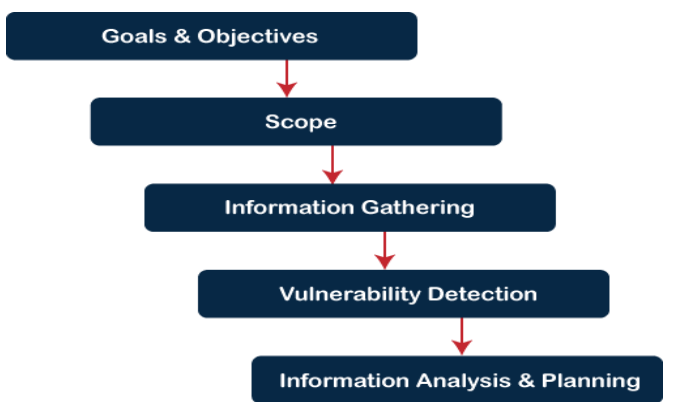 Goals & Objectives
Scope
Information Gathering
Vulnerability Detection
Information Analysis & Planning